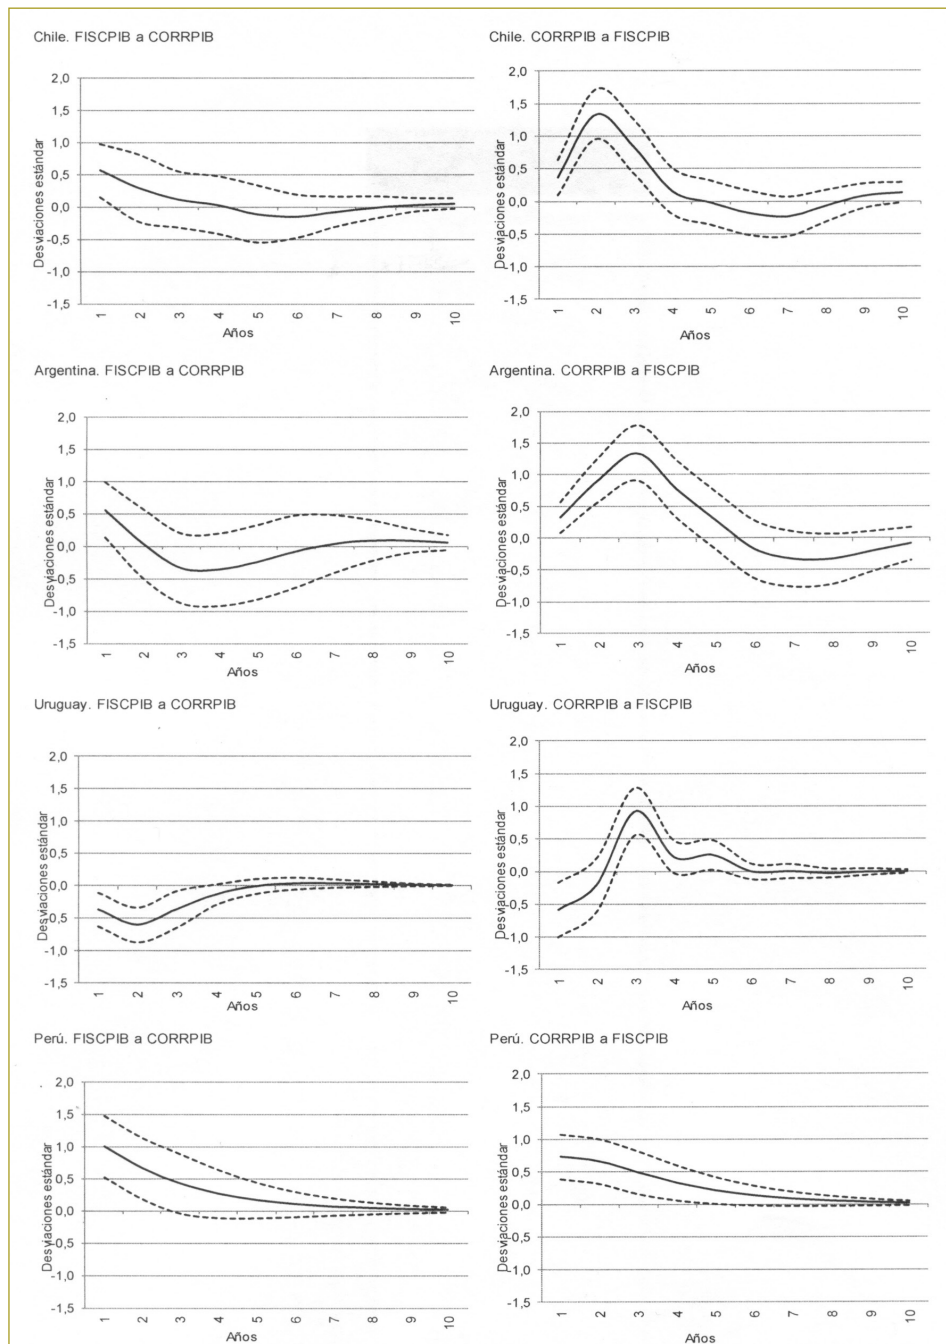 Chile. FISCPIB a CORRPIB
Desviaciones estándar
2,0
1,5
1,0
0,5
0,0
-0,5
-1,0
-1,5
1 2 3 4 5 6 7 8 9 10
Años
Chile. CORRPIB a FISCPIB
Desviaciones estándar
2,0
1,5
1,0
0,5
0,0
-0,5
-1,0
-1,5
1 2 3 4 5 6 7 8 9 10
Años
Argentina. FISCPIB a CORRPIB
Desviaciones estándar
2,0
1,5
1,0
0,5
0,0
-0,5
-1,0
-1,5
1 2 3 4 5 6 7 8 9 10
Años
Argentina. CORRPIB a FISCPIB
Desviaciones estándar
2,0
1,5
1,0
0,5
0,0
-0,5
-1,0
-1,5
1 2 3 4 5 6 7 8 9 10
Años
Uruguay. FISCPIB a CORRPIB
Desviaciones estándar
2,0
1,5
1,0
0,5
0,0
-0,5
-1,0
-1,5
1 2 3 4 5 6 7 8 9 10
Años
Uruguay. CORRPIB a FISCPIB
Desviaciones estándar
2,0
1,5
1,0
0,5
0,0
-0,5
-1,0
-1,5
1 2 3 4 5 6 7 8 9 10
Años
Perú. FISCPIB a CORRPIB
Desviaciones estándar
2,0
1,5
1,0
0,5
0,0
-0,5
-1,0
-1,5
1 2 3 4 5 6 7 8 9 10
Años
Perú. CORRPIB a FISCPIB
Desviaciones estándar
2,0
1,5
1,0
0,5
0,0
-0,5
-1,0
-1,5
1 2 3 4 5 6 7 8 9 10
Años